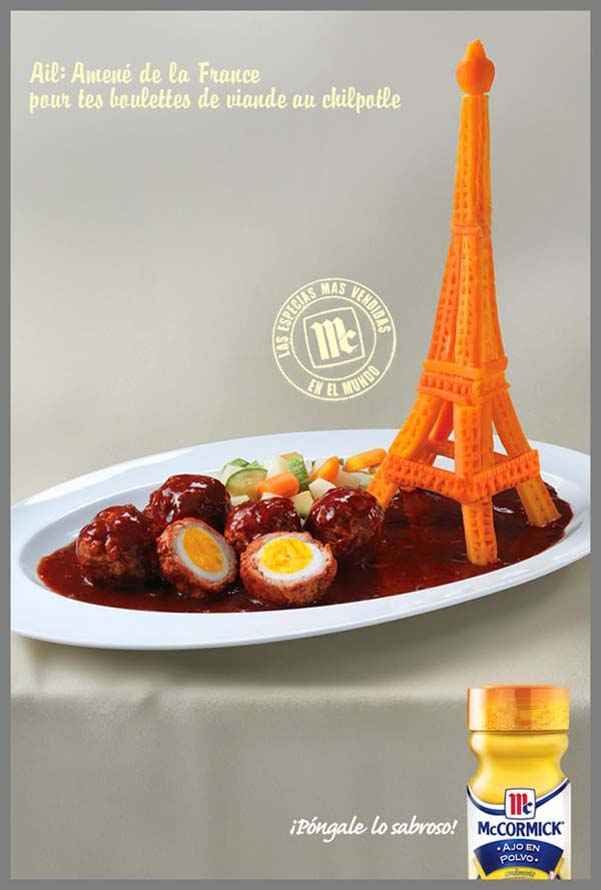 Ail: Amené de la France
pour tes boulettes de viande au chilpotle
LAS ESPECIAS MAS VENDIDAS
Mc
EN EL MUNDO
¡Póngale lo sabroso!
Mc
McCORMICK®
• AJO EN
POLVO •